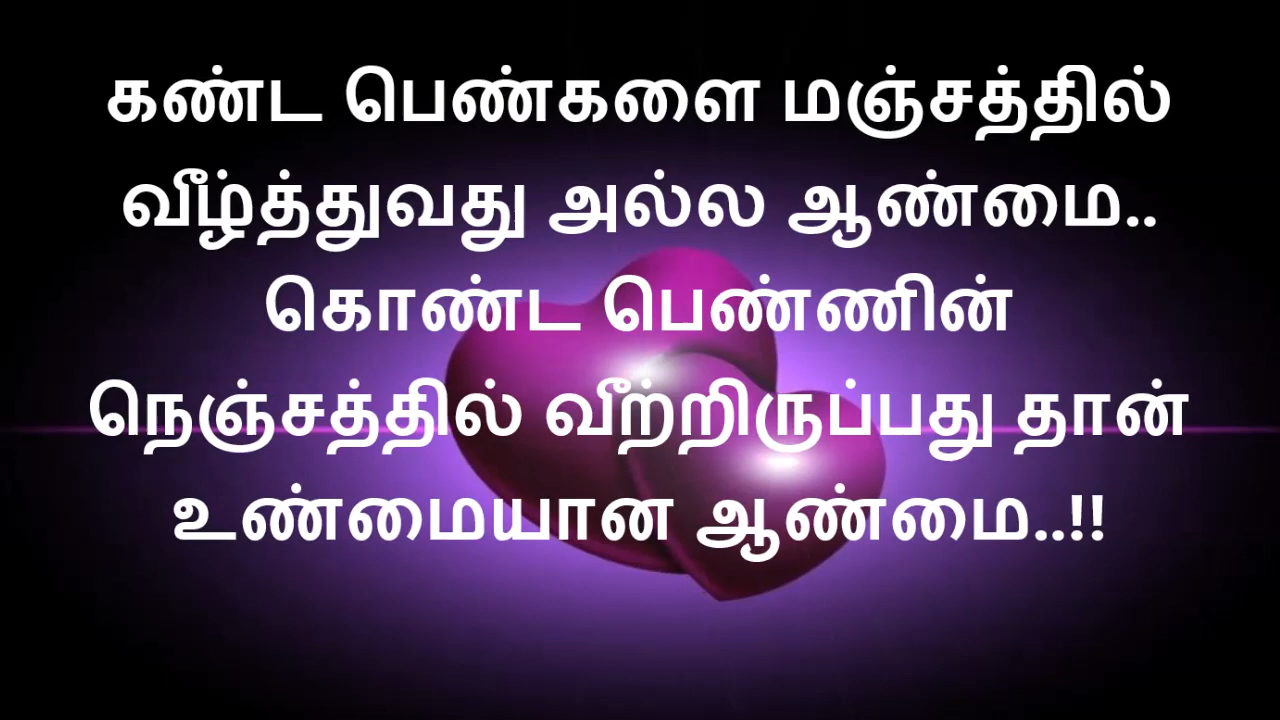 கண்ட பெண்களை மஞ்சத்தில்
வீழ்த்துவது அல்ல ஆண்மை..
கொண்ட பெண்ணின்
நெஞ்சத்தில் வீற்றிருப்பது தான்
உண்மையான ஆண்மை..!!